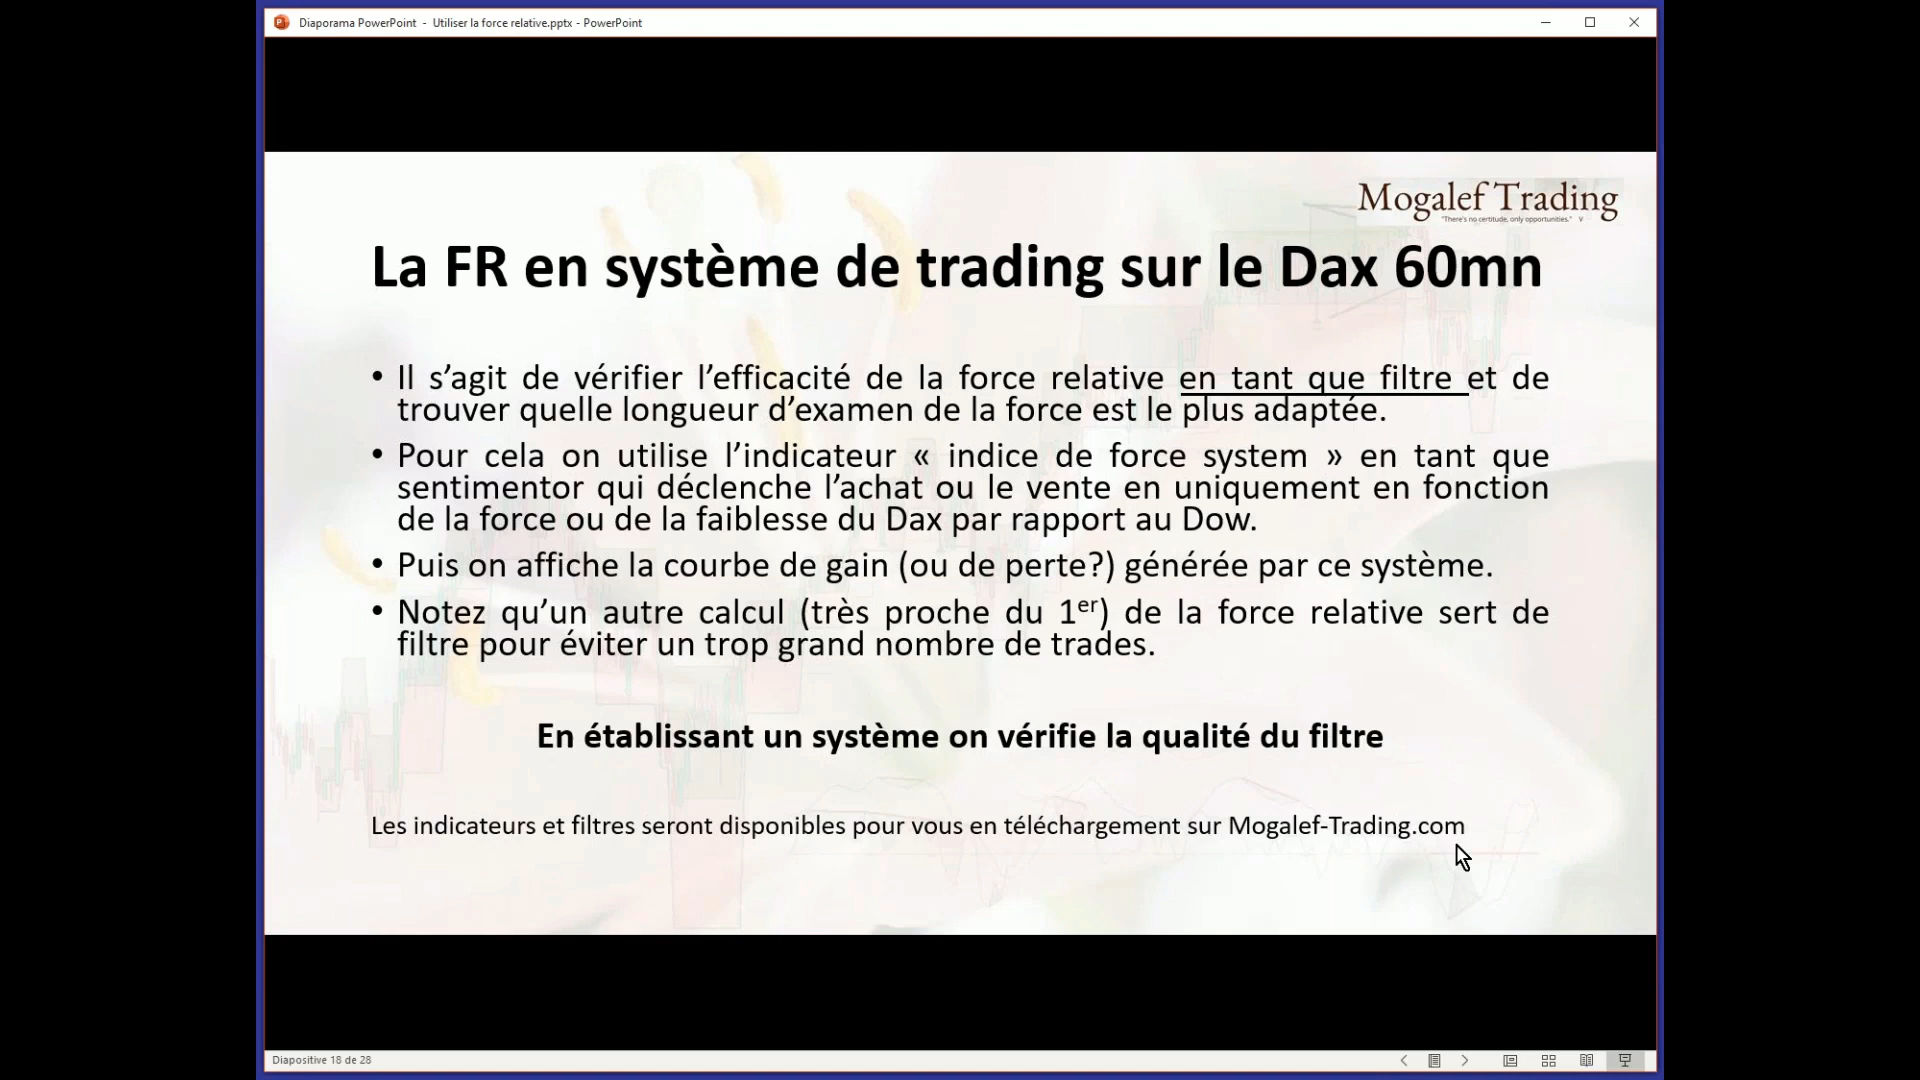 Diaporama PowerPoint - Utiliser la force relative.pptx - PowerPoint
Mogalef Trading
"There's no certitude, only opportunities." V
La FR en système de trading sur le Dax 60mn
• Il s’agit de vérifier l’efficacité de la force relative en tant que filtre et de
trouver quelle longueur d’examen de la force est le plus adaptée.
• Pour cela on utilise l’indicateur « indice de force system » en tant que
sentimentor qui déclenche l’achat ou le vente en uniquement en fonction
de la force ou de la faiblesse du Dax par rapport au Dow.
• Puis on affiche la courbe de gain (ou de perte?) générée par ce système.
• Notez qu’un autre calcul (très proche du 1er) de la force relative sert de
filtre pour éviter un trop grand nombre de trades.
En établissant un système on vérifie la qualité du filtre
Les indicateurs et filtres seront disponibles pour vous en téléchargement sur Mogalef-Trading.com
Diapositive 18 de 28